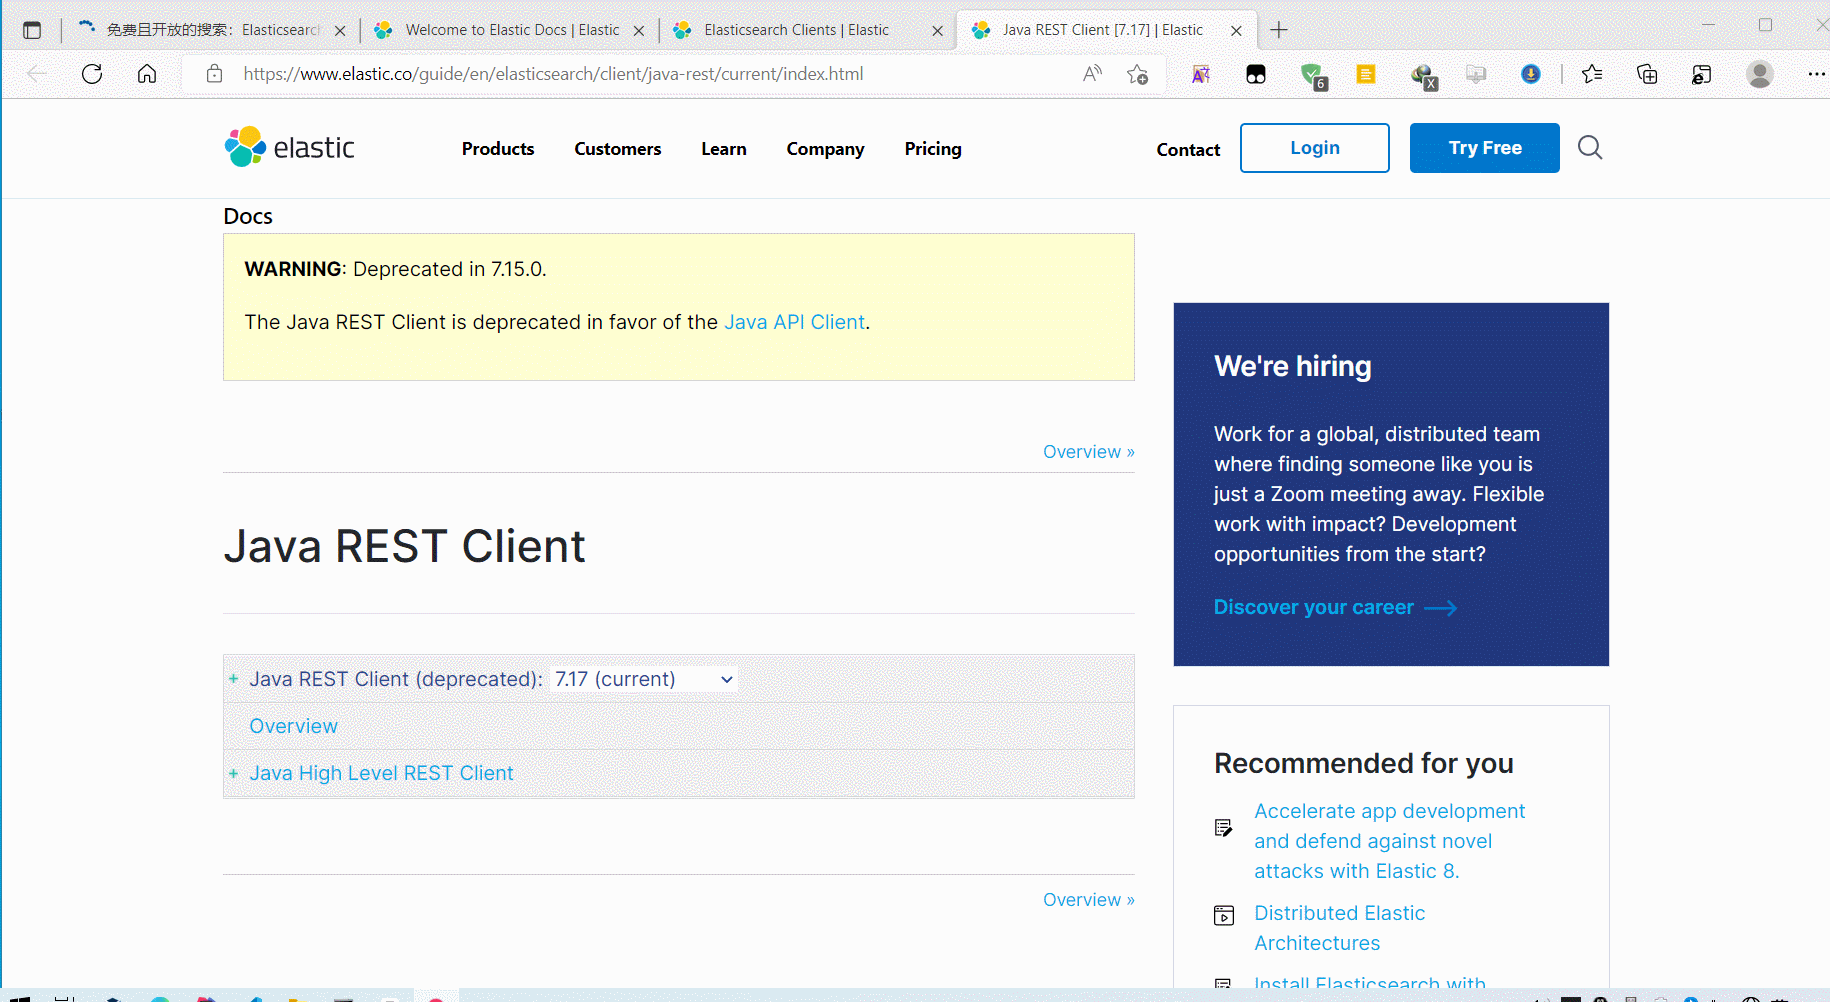 免费且开放的搜索：Elasticsearch
Welcome to Elastic Docs | Elastic
Elasticsearch Clients | Elastic
Java REST Client [7.17] | Elastic
https://www.elastic.co/guide/en/elasticsearch/client/java-rest/current/index.html
6
X
elastic
Products
Customers
Learn
Company
Pricing
Contact
Login
Try Free
Docs
WARNING: Deprecated in 7.15.0.
The Java REST Client is deprecated in favor of the Java API Client.
Overview »
Java REST Client
+ Java REST Client (deprecated): 7.17 (current)
Overview
+ Java High Level REST Client
Overview »
We're hiring
Work for a global, distributed team
where finding someone like you is
just a Zoom meeting away. Flexible
work with impact? Development
opportunities from the start?
Discover your career
Recommended for you
Accelerate app development
and defend against novel
attacks with Elastic 8.
Distributed Elastic
Architectures
Install Elasticsearch with